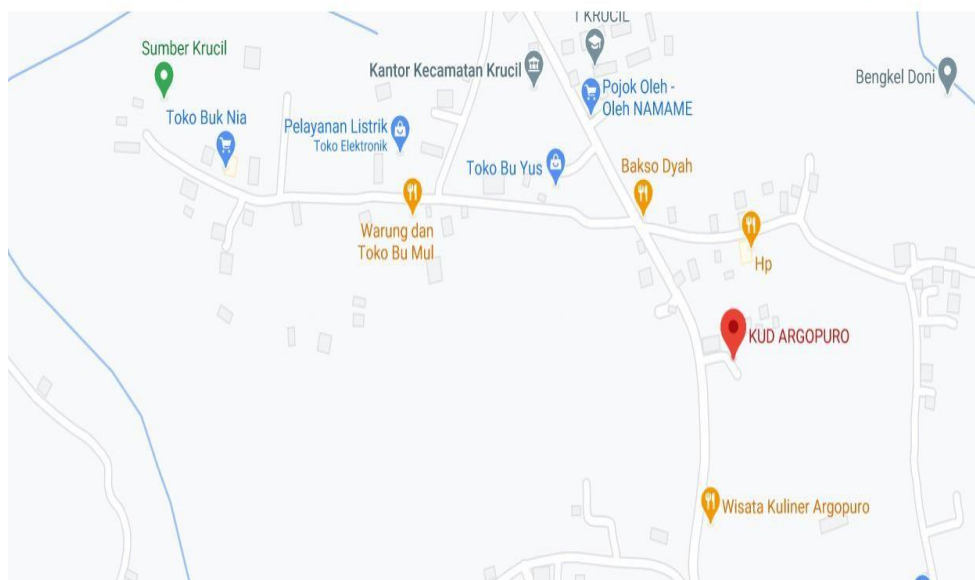 T KRUCIL
Sumber Krucil
Kantor Kecamatan Krucil
Bengkel Doni
Pojok Oleh -
Oleh NAMAME
Toko Buk Nia
Pelayanan Listrik
Toko Elektronik
Toko Bu Yus
Bakso Dyah
Warung dan
Toko Bu Mul
Hp
KUD ARGOPURO
Wisata Kuliner Argopuro